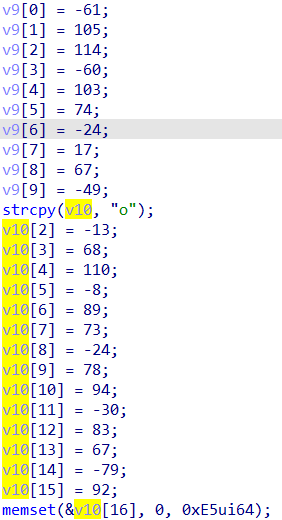 v9[0] = -61;
v9[1] = 105;
v9[2] = 114;
v9[3] = -60;
v9[4] = 103;
v9[5] = 74;
v9[6] = -24;
v9[7] = 17;
v9[8] = 67;
v9[9] = -49;
strcpy(v10, "o");
v10[2] = -13;
v10[3] = 68;
v10[4] = 110;
v10[5] = -8;
v10[6] = 89;
v10[7] = 73;
v10[8] = -24;
v10[9] = 78;
v10[10] = 94;
v10[11] = -30;
v10[12] = 83;
v10[13] = 67;
v10[14] = -79;
v10[15] = 92;
memset(&v10[16], 0, 0xE5ui64);